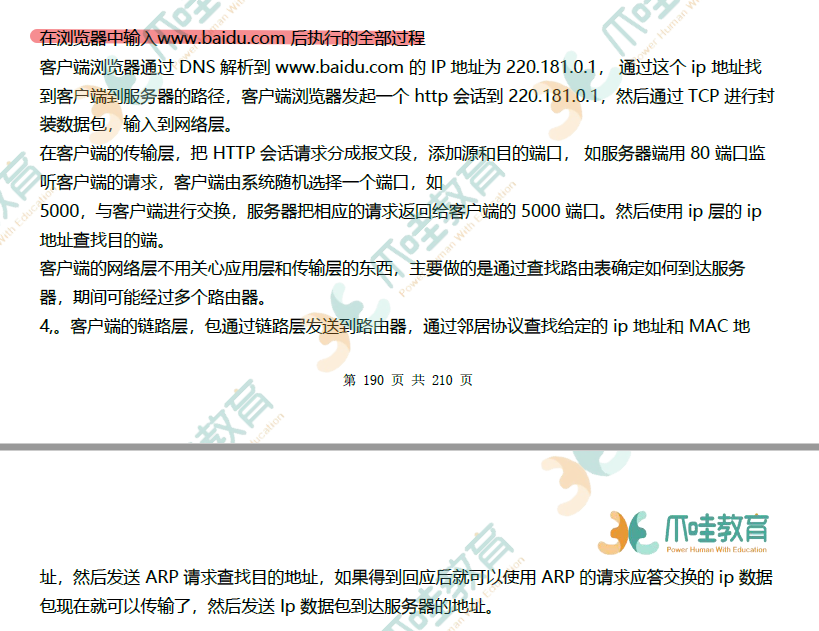 在浏览器中输入www.baidu.com 后执行的全部过程
客户端浏览器通过 DNS 解析到 www.baidu.com 的 IP 地址为 220.181.0.1， 通过这个 ip 地址找
到客户端到服务器的路径，客户端浏览器发起一个 http 会话到 220.181.0.1，然后通过 TCP 进行封
装数据包，输入到网络层。
在客户端的传输层，把 HTTP 会话请求分成报文段，添加源和目的端口， 如服务器端用 80 端口监
听客户端的请求，客户端由系统随机选择一个端口，如
5000，与客户端进行交换，服务器把相应的请求返回给客户端的 5000 端口。然后使用 ip 层的 ip
地址查找目的端。
客户端的网络层不用关心应用层和传输层的东西，主要做的是通过查找路由表确定如何到达服务
器，期间可能经过多个路由器。
4,。客户端的链路层，包通过链路层发送到路由器，通过邻居协议查找给定的 ip 地址和 MAC 地
第 190 页 共 210 页
爪哇教育
Power Human With Education
址，然后发送 ARP 请求查找目的地址，如果得到回应后就可以使用 ARP 的请求应答交换的 ip 数据
包现在就可以传输了，然后发送 Ip 数据包到达服务器的地址。